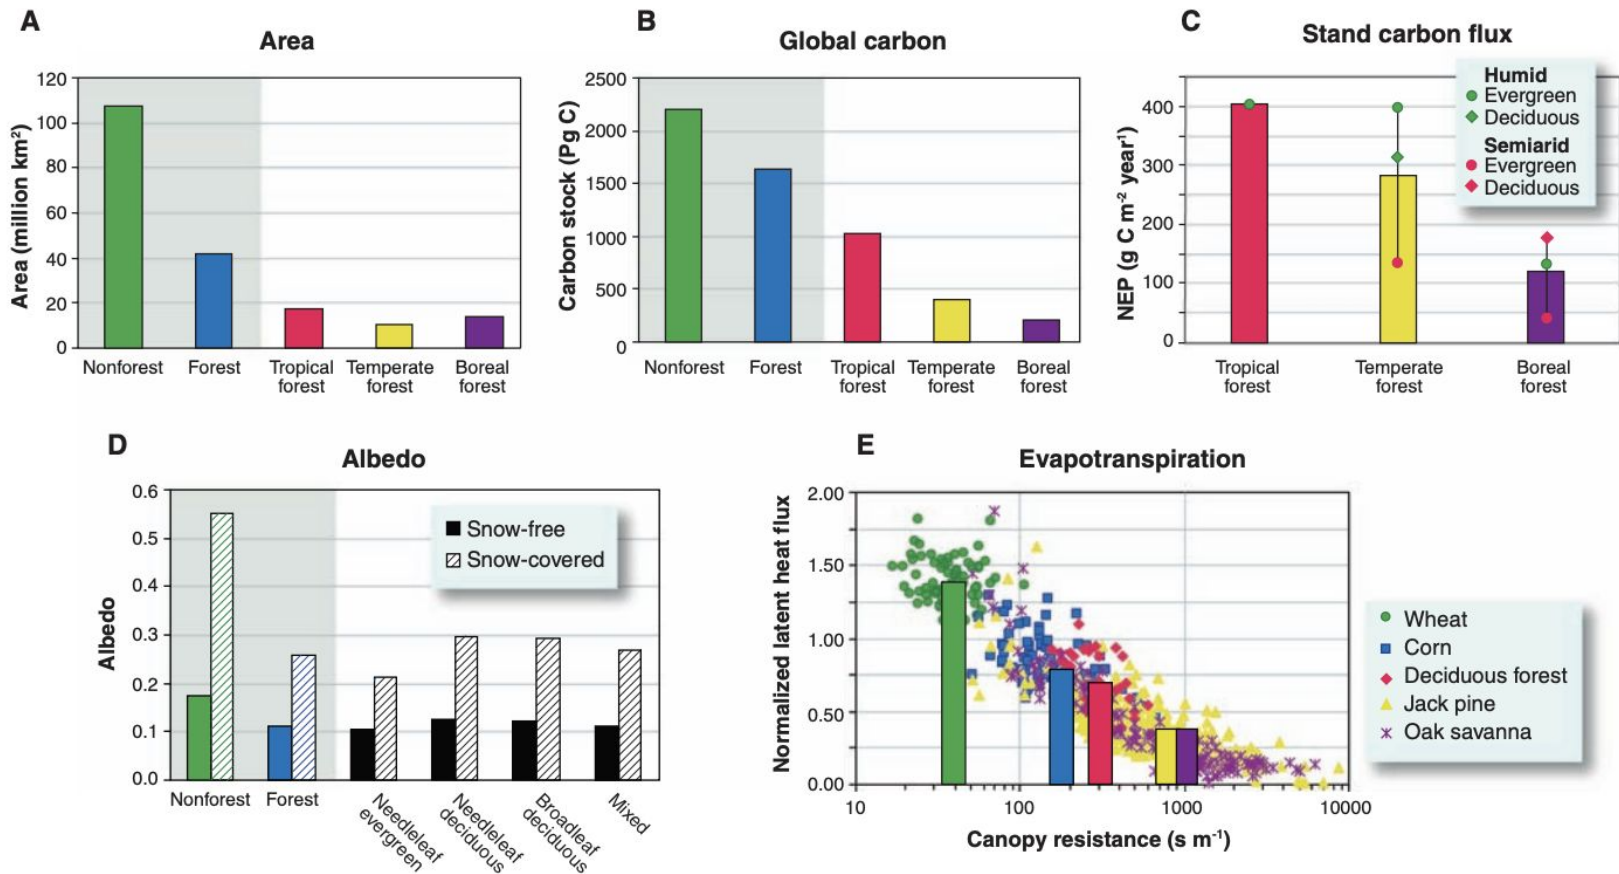 A
Area
Area (million km²)
120
100
80
60
40
20
0
Nonforest
Forest
Tropical
forest
Temperate
forest
Boreal
forest
B
Global carbon
Carbon stock (Pg C)
2500
2000
1500
1000
500
0
Nonforest
Forest
Tropical
forest
Temperate
forest
Boreal
forest
C
Stand carbon flux
NEP (g C m⁻² year¹)
400
300
200
100
0
Humid
Evergreen
Deciduous
Semiarid
Evergreen
Deciduous
Tropical
forest
Temperate
forest
Boreal
forest
D
Albedo
Albedo
0.6
0.5
0.4
0.3
0.2
0.1
0.0
Snow-free
Snow-covered
Nonforest
Forest
Needleleaf
evergreen
Needleleaf
deciduous
Broadleaf
deciduous
Mixed
E
Evapotranspiration
Normalized latent heat flux
2.00
1.50
1.00
0.50
0.00
10
100
1000
10000
Canopy resistance (s m⁻¹)
Wheat
Corn
Deciduous forest
Jack pine
Oak savanna